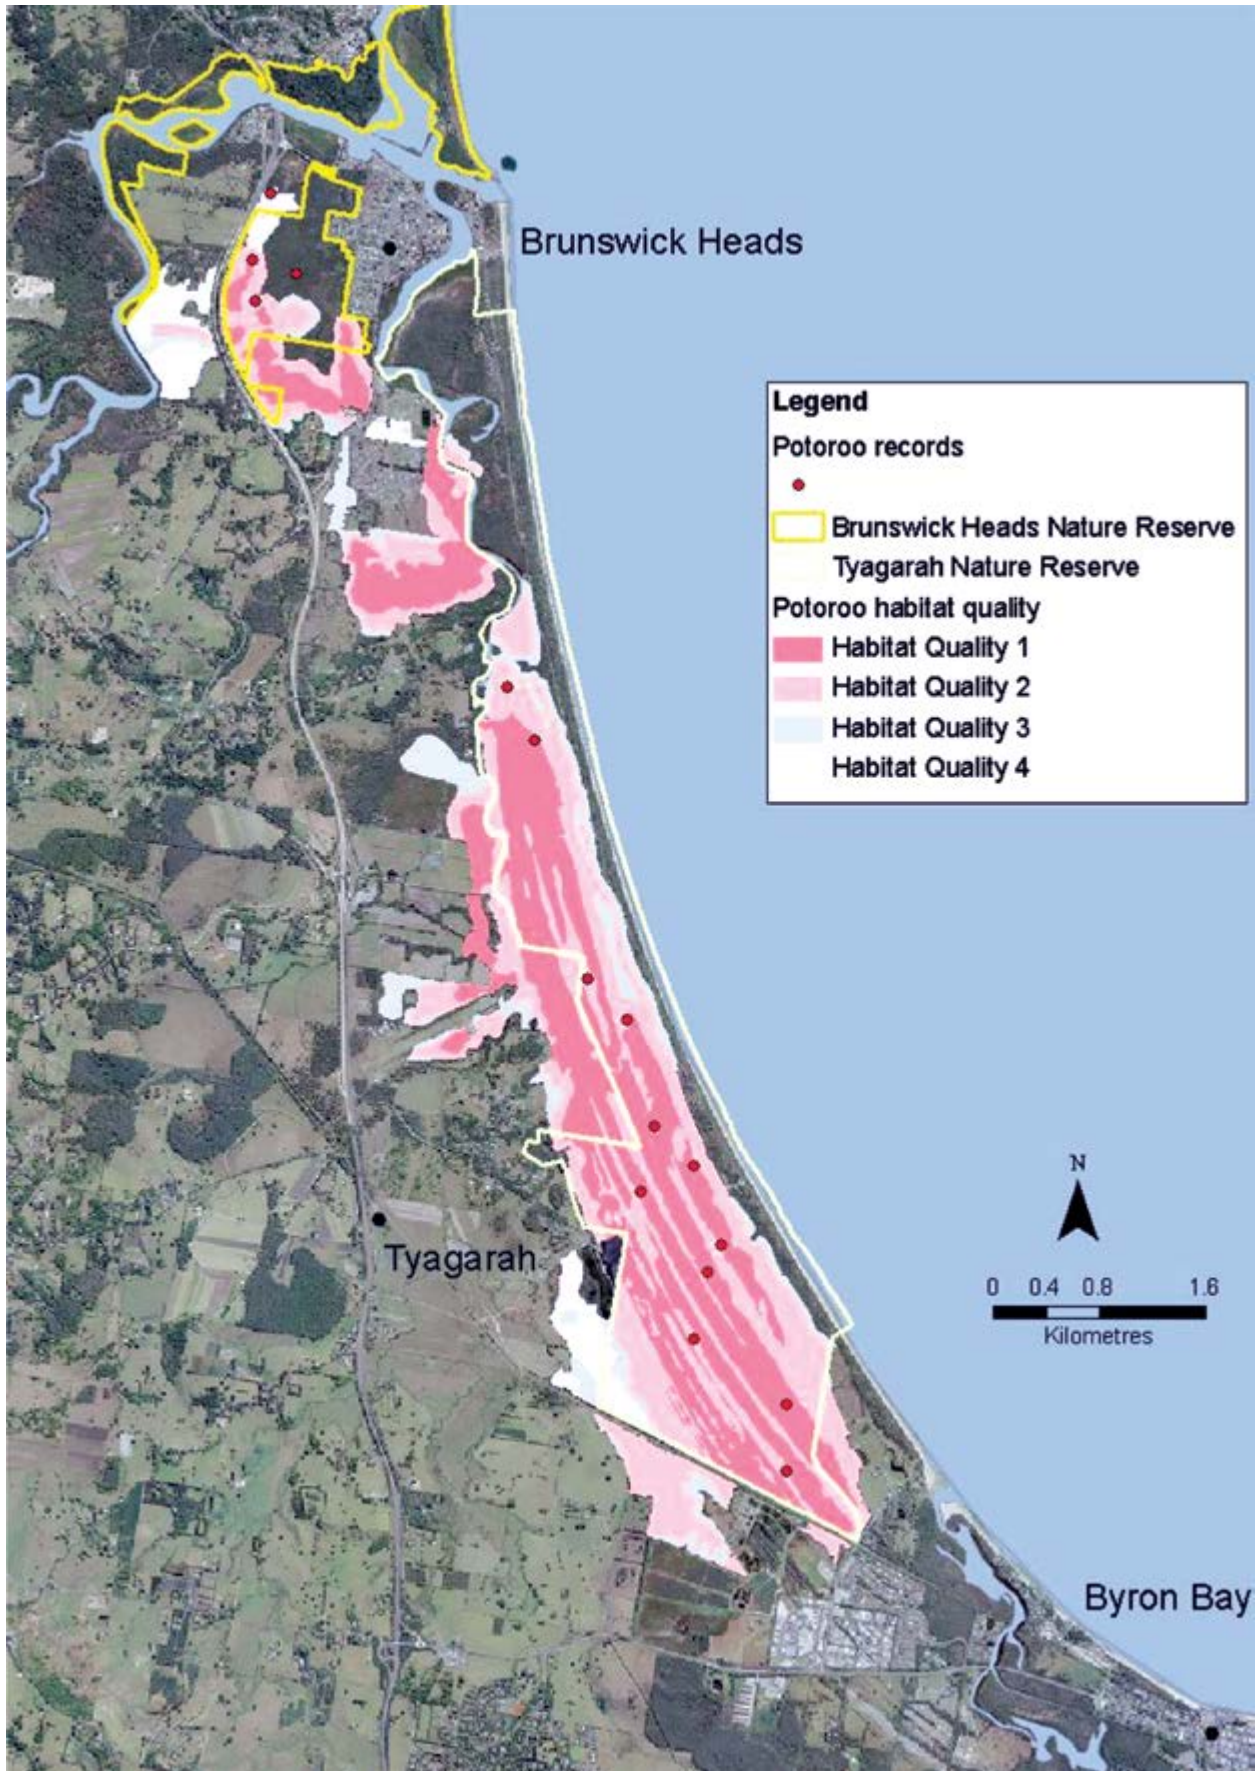 Brunswick Heads
Legend
Potoroo records
Brunswick Heads Nature Reserve
Tyagarah Nature Reserve
Potoroo habitat quality
Habitat Quality 1
Habitat Quality 2
Habitat Quality 3
Habitat Quality 4
N
Tyagarah
0 0.4 0.8 1.6
Kilometres
Byron Bay